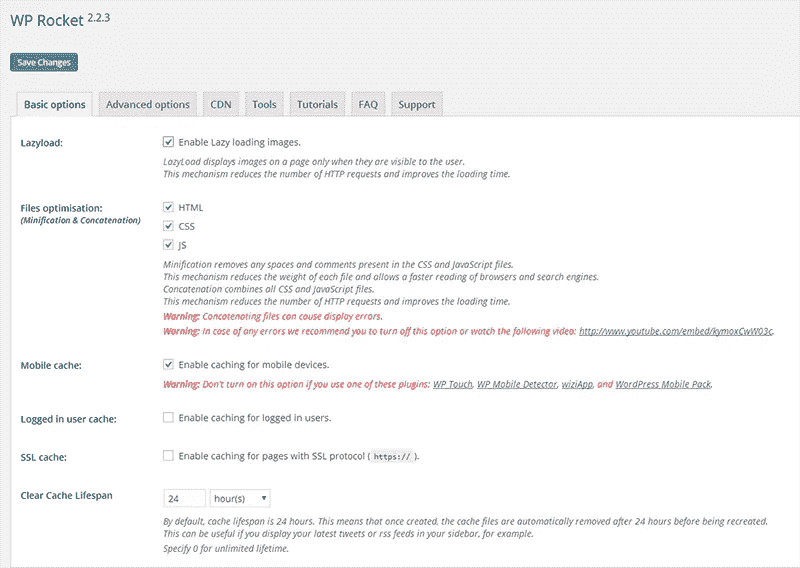 WP Rocket 2.2.3
Save Changes
Basic options Advanced options CDN Tools Tutorials FAQ Support
Lazyload: Enable Lazy loading images.
LazyLoad displays images on a page only when they are visible to the user.
This mechanism reduces the number of HTTP requests and improves the loading time.
Files optimisation: HTML
(Minification & Concatenation)
CSS
JS
Minification removes any spaces and comments present in the CSS and JavaScript files.
This mechanism reduces the weight of each file and allows a faster reading of browsers and search engines.
Concatenation combines all CSS and JavaScript files.
This mechanism reduces the number of HTTP requests and improves the loading time.
Warning: Concatenating files can cause display errors.
Warning: In case of any errors we recommend you to turn off this option or watch the following video: http://www.youtube.com/embed/kymoxCwW03c.
Mobile cache: Enable caching for mobile devices.
Warning: Don't turn on this option if you use one of these plugins: WP Touch, WP Mobile Detector, wiziApp, and WordPress Mobile Pack.
Logged in user cache: Enable caching for logged in users.
SSL cache: Enable caching for pages with SSL protocol ( https:// ).
Clear Cache Lifespan 24 hour(s)
By default, cache lifespan is 24 hours. This means that once created, the cache files are automatically removed after 24 hours before being recreated.
This can be useful if you display your latest tweets or rss feeds in your sidebar, for example.
Specify 0 for unlimited lifetime.